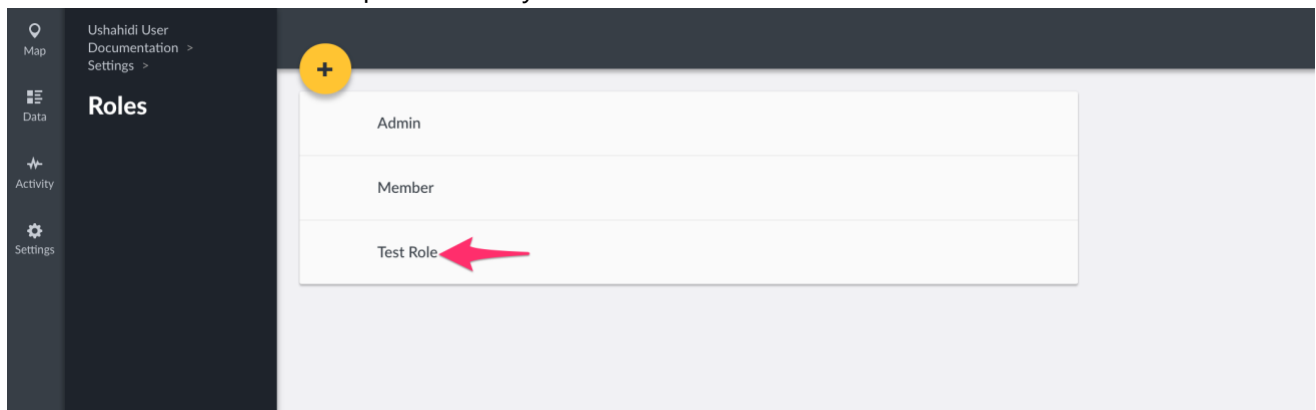 Map
Data
Activity
Settings
Ushahidi User
Documentation >
Settings >
Roles
+
Admin
Member
Test Role